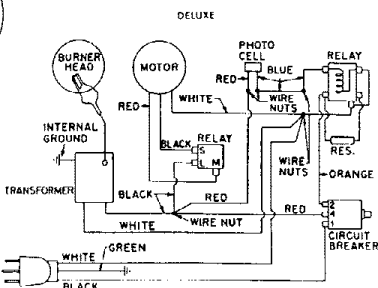 DELUXE
PHOTO
CELL
BURNER
HEAD
MOTOR
RELAY
RED
BLUE
RED
WHITE
WIRE
NUTS
INTERNAL
GROUND
BLACK
RELAY
S
L M
WIRE
NUTS
RES.
ORANGE
TRANSFORMER
BLACK
RED
RED
2
4
1
WHITE
WIRE NUT
CIRCUIT
BREAKER
GREEN
WHITE
BLACK